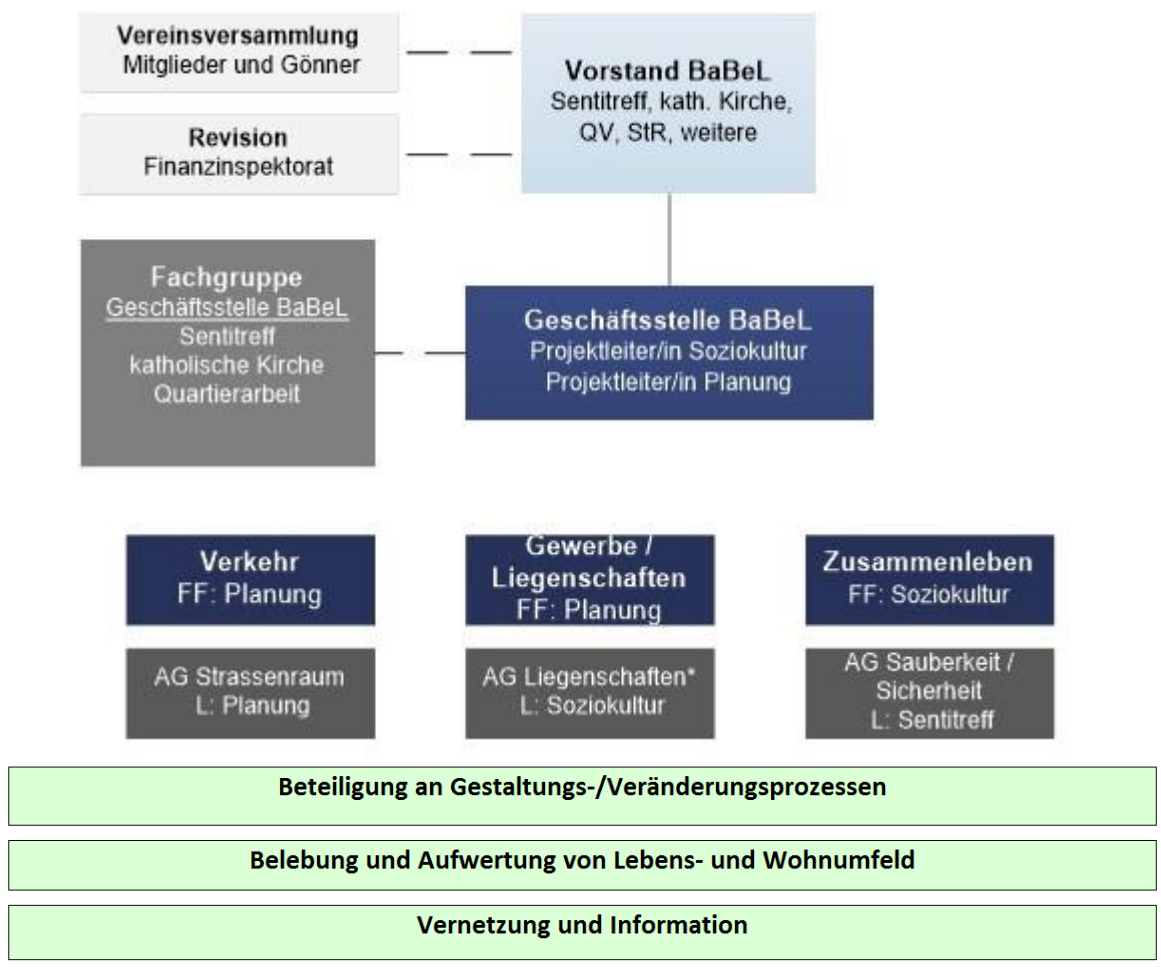 Vereinsversammlung
Mitglieder und Gönner
Revision
Finanzinspektorat
Vorstand BaBeL
Sentitreff, kath. Kirche,
QV, StR, weitere
Fachgruppe
Geschäftsstelle BaBeL
Sentitreff
katholische Kirche
Quartierarbeit
Geschäftsstelle BaBeL
Projektleiter/in Soziokultur
Projektleiter/in Planung
Verkehr
FF: Planung
Gewerbe /
Liegenschaften
FF: Planung
Zusammenleben
FF: Soziokultur
AG Strassenraum
L: Planung
AG Liegenschaften*
L: Soziokultur
AG Sauberkeit /
Sicherheit
L: Sentitreff
Beteiligung an Gestaltungs-/Veränderungsprozessen
Belebung und Aufwertung von Lebens- und Wohnumfeld
Vernetzung und Information